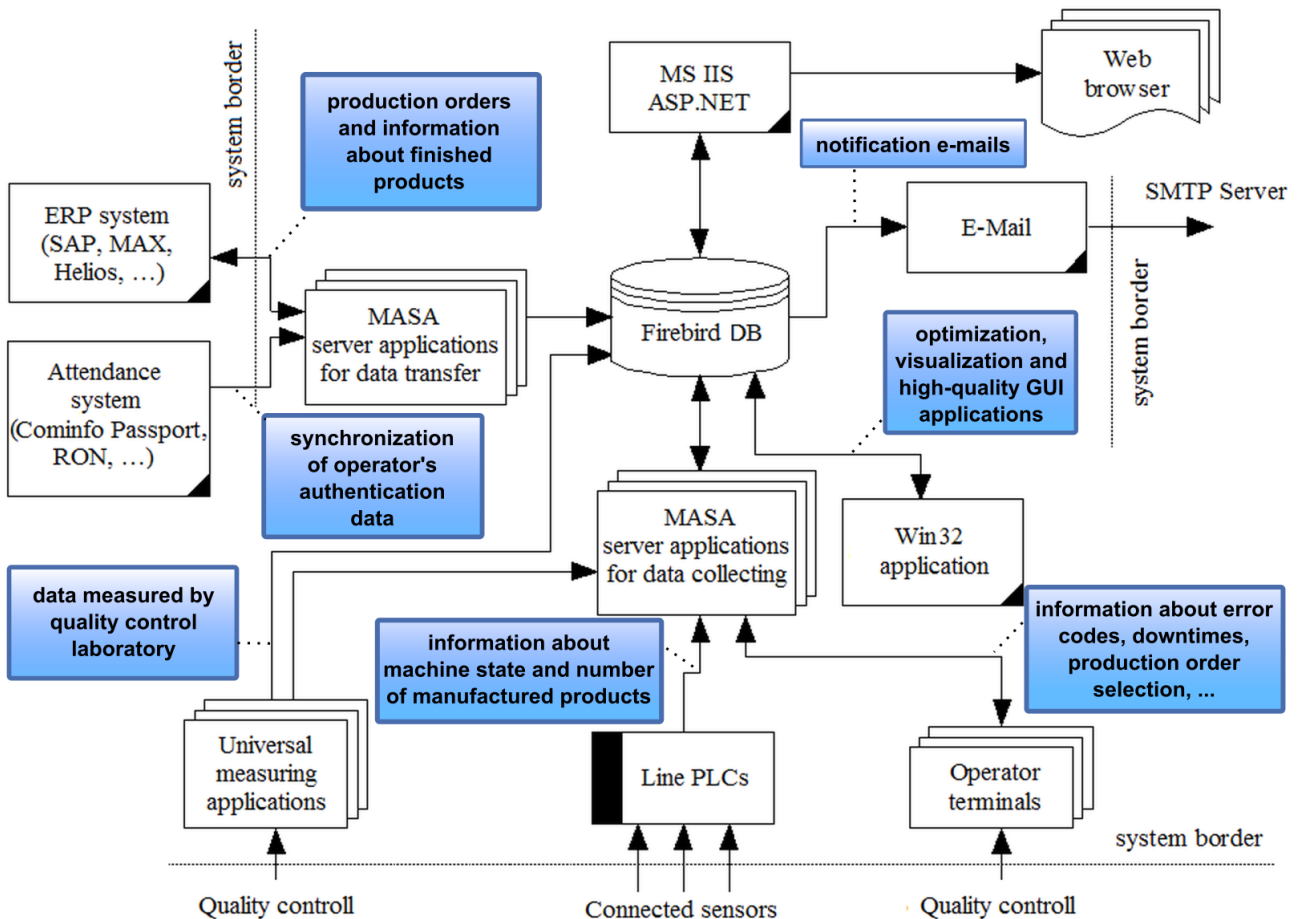 MS IIS
ASP.NET
Web
browser
system border
production orders
and information
about finished
products
notification e-mails
ERP system
(SAP, MAX,
Helios, …)
E-Mail
SMTP Server
MASA
server applications
for data transfer
Firebird DB
optimization,
visualization and
high-quality GUI
applications
system border
Attendance
system
(Cominfo Passport,
RON, …)
synchronization
of operator's
authentication
data
MASA
server applications
for data collecting
Win32
application
data measured by
quality control
laboratory
information about
machine state and number
of manufactured products
information about error
codes, downtimes,
production order
selection, ...
Universal
measuring
applications
Line PLCs
Operator
terminals
system border
Quality controll
Connected sensors
Quality controll